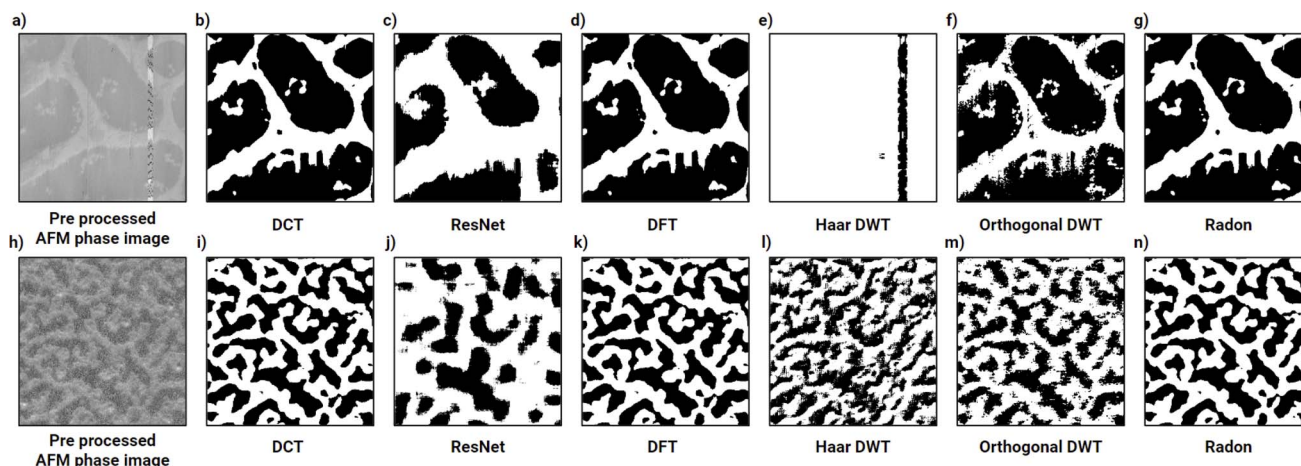 a) b) c) d) e) f) g)
Pre processed
AFM phase image
DCT ResNet DFT Haar DWT Orthogonal DWT Radon
h) i) j) k) l) m) n)
Pre processed
AFM phase image
DCT ResNet DFT Haar DWT Orthogonal DWT Radon